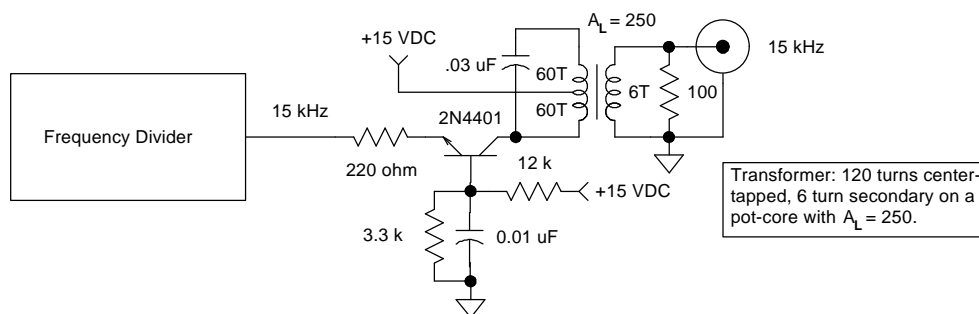 A_L = 250
+15 VDC
15 kHz
.03 uF
60T
60T
6T
100
15 kHz
2N4401
Frequency Divider
220 ohm
12 k
+15 VDC
3.3 k
0.01 uF
Transformer: 120 turns center-
tapped, 6 turn secondary on a
pot-core with A_L = 250.